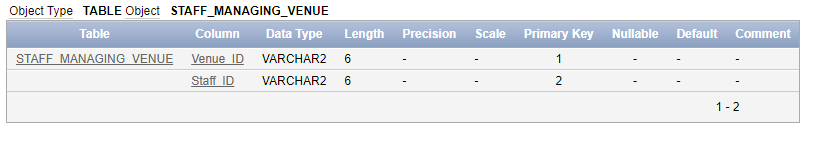 Object Type TABLE Object STAFF_MANAGING_VENUE
Table Column Data Type Length Precision Scale Primary Key Nullable Default Comment
STAFF_MANAGING_VENUE Venue_ID VARCHAR2 6 - - 1 - - -
Staff_ID VARCHAR2 6 - - 2 - - -
1 - 2